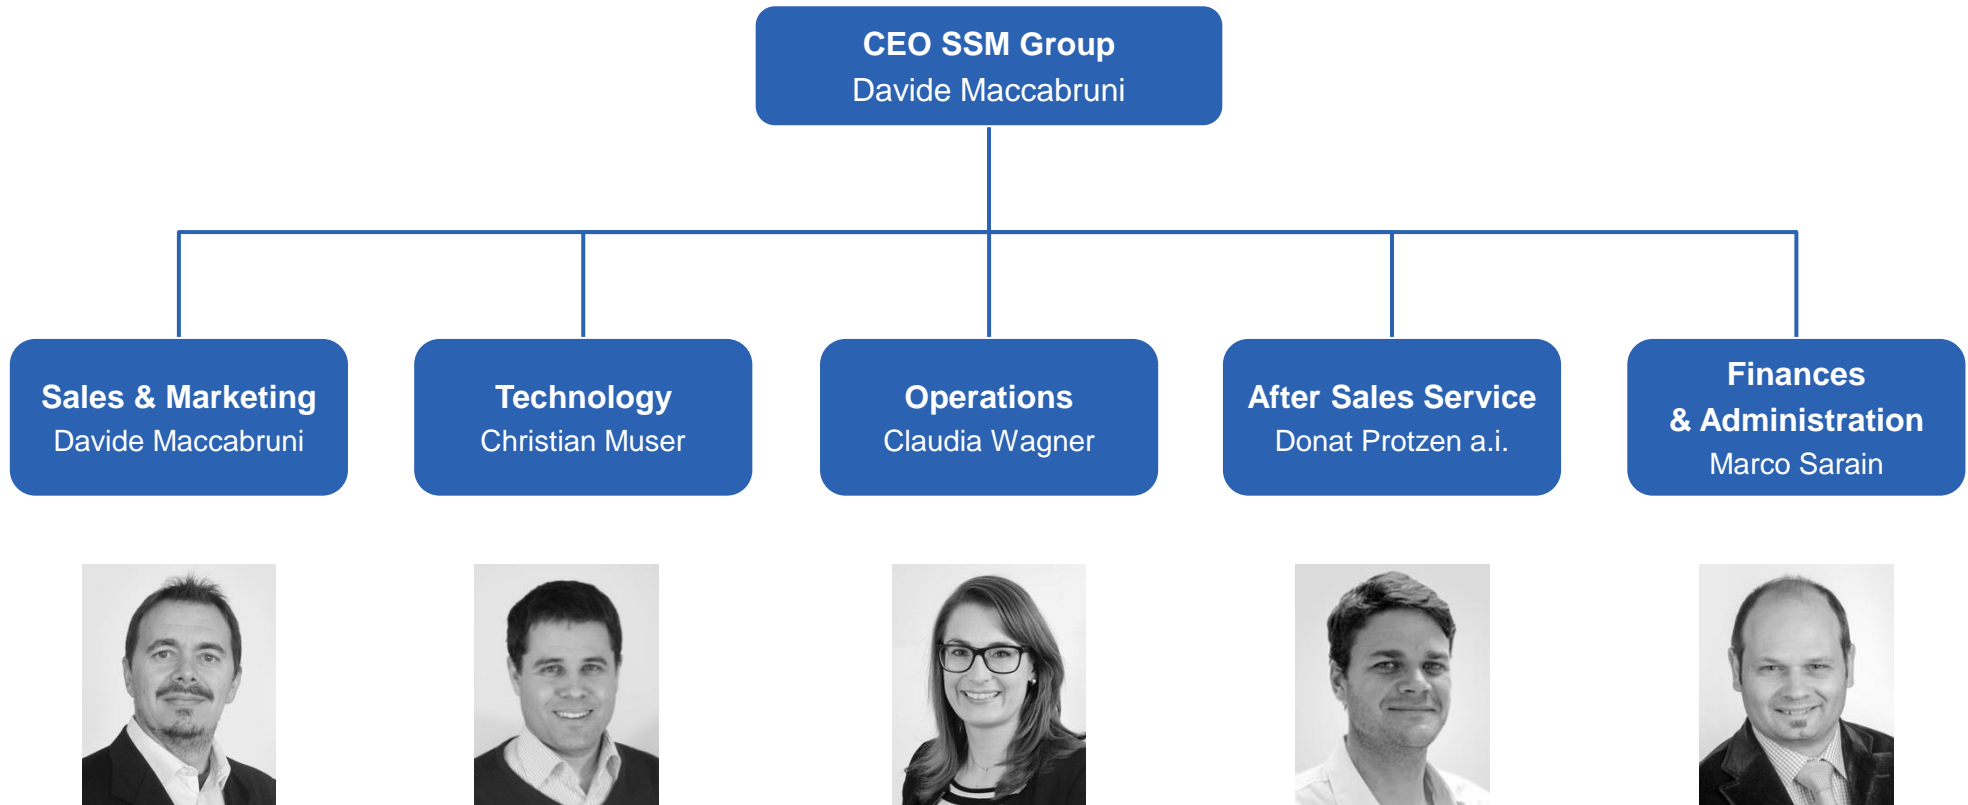 CEO SSM Group
Davide Maccabruni
Sales & Marketing
Davide Maccabruni
Technology
Christian Muser
Operations
Claudia Wagner
After Sales Service
Donat Protzen a.i.
Finances
& Administration
Marco Sarain